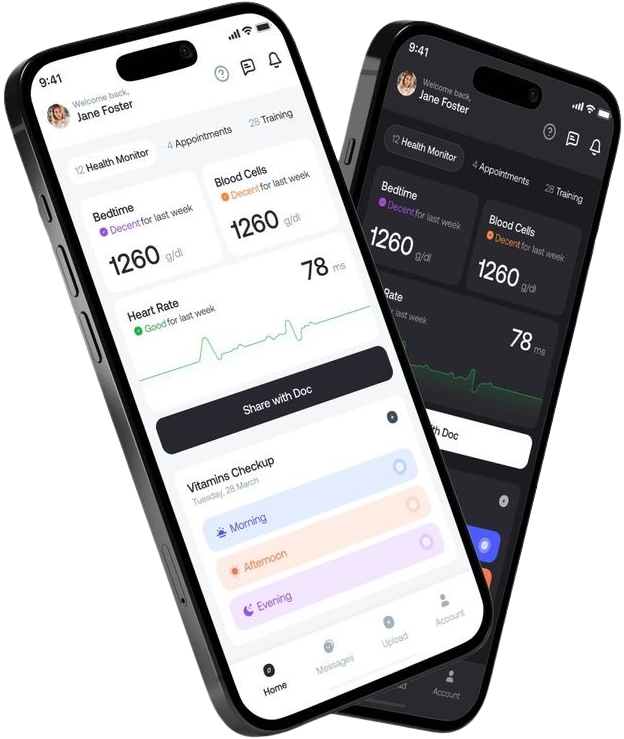 9:41
Welcome back,
Jane Foster
12 Health Monitor
4 Appointments
28 Training
Bedtime
Decent for last week
1260 g/dl
Blood Cells
Decent for last week
1260 g/dl
Heart Rate
Good for last week
78 ms
Share with Doc
Vitamins Checkup
Tuesday, 28 March
Morning
Afternoon
Evening
Home
Messages
Upload
Account
9:41
Welcome back,
Jane Foster
12 Health Monitor
4 Appointments
28 Training
Bedtime
Decent for last week
1260 g/dl
Blood Cells
Decent for last week
1260 g/dl
Rate
last week
78 ms
Doc
Account